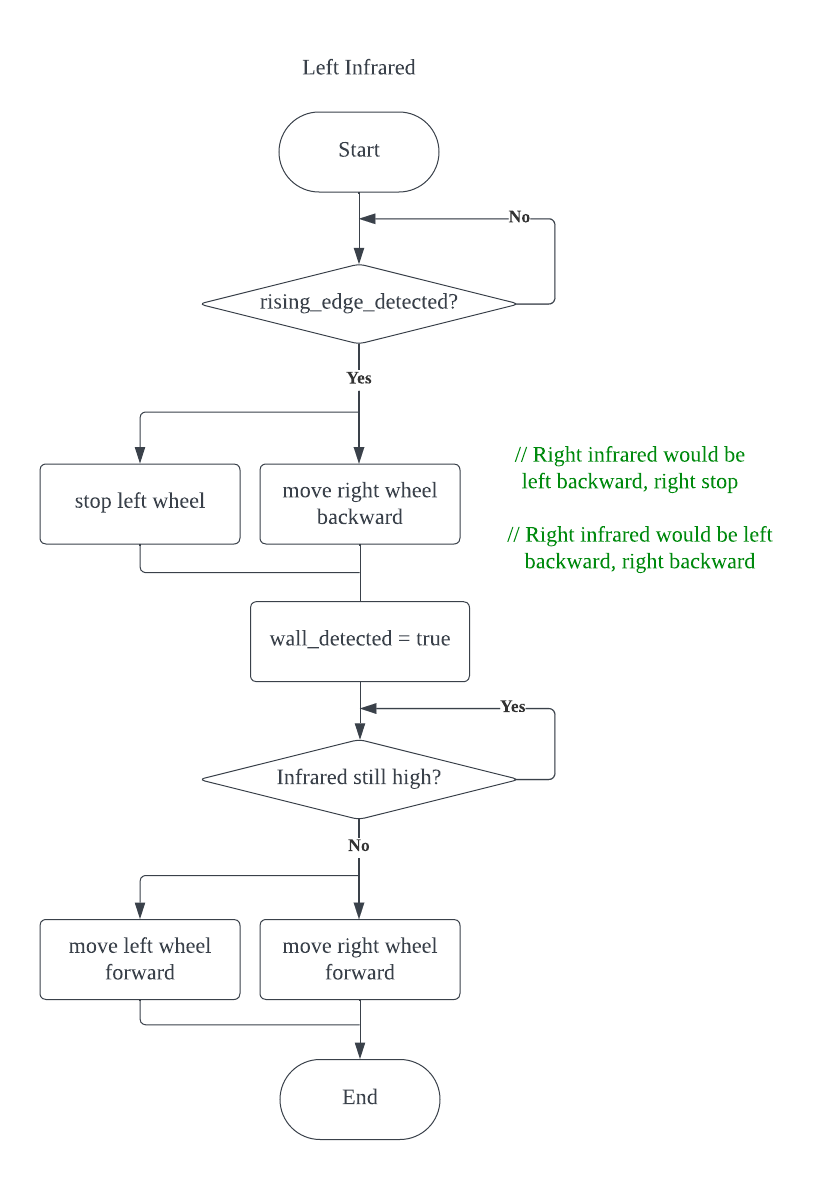 Left Infrared
Start
No
rising_edge_detected?
Yes
stop left wheel
move right wheel
backward
// Right infrared would be
left backward, right stop
// Right infrared would be left
backward, right backward
wall_detected = true
Yes
Infrared still high?
No
move left wheel
forward
move right wheel
forward
End